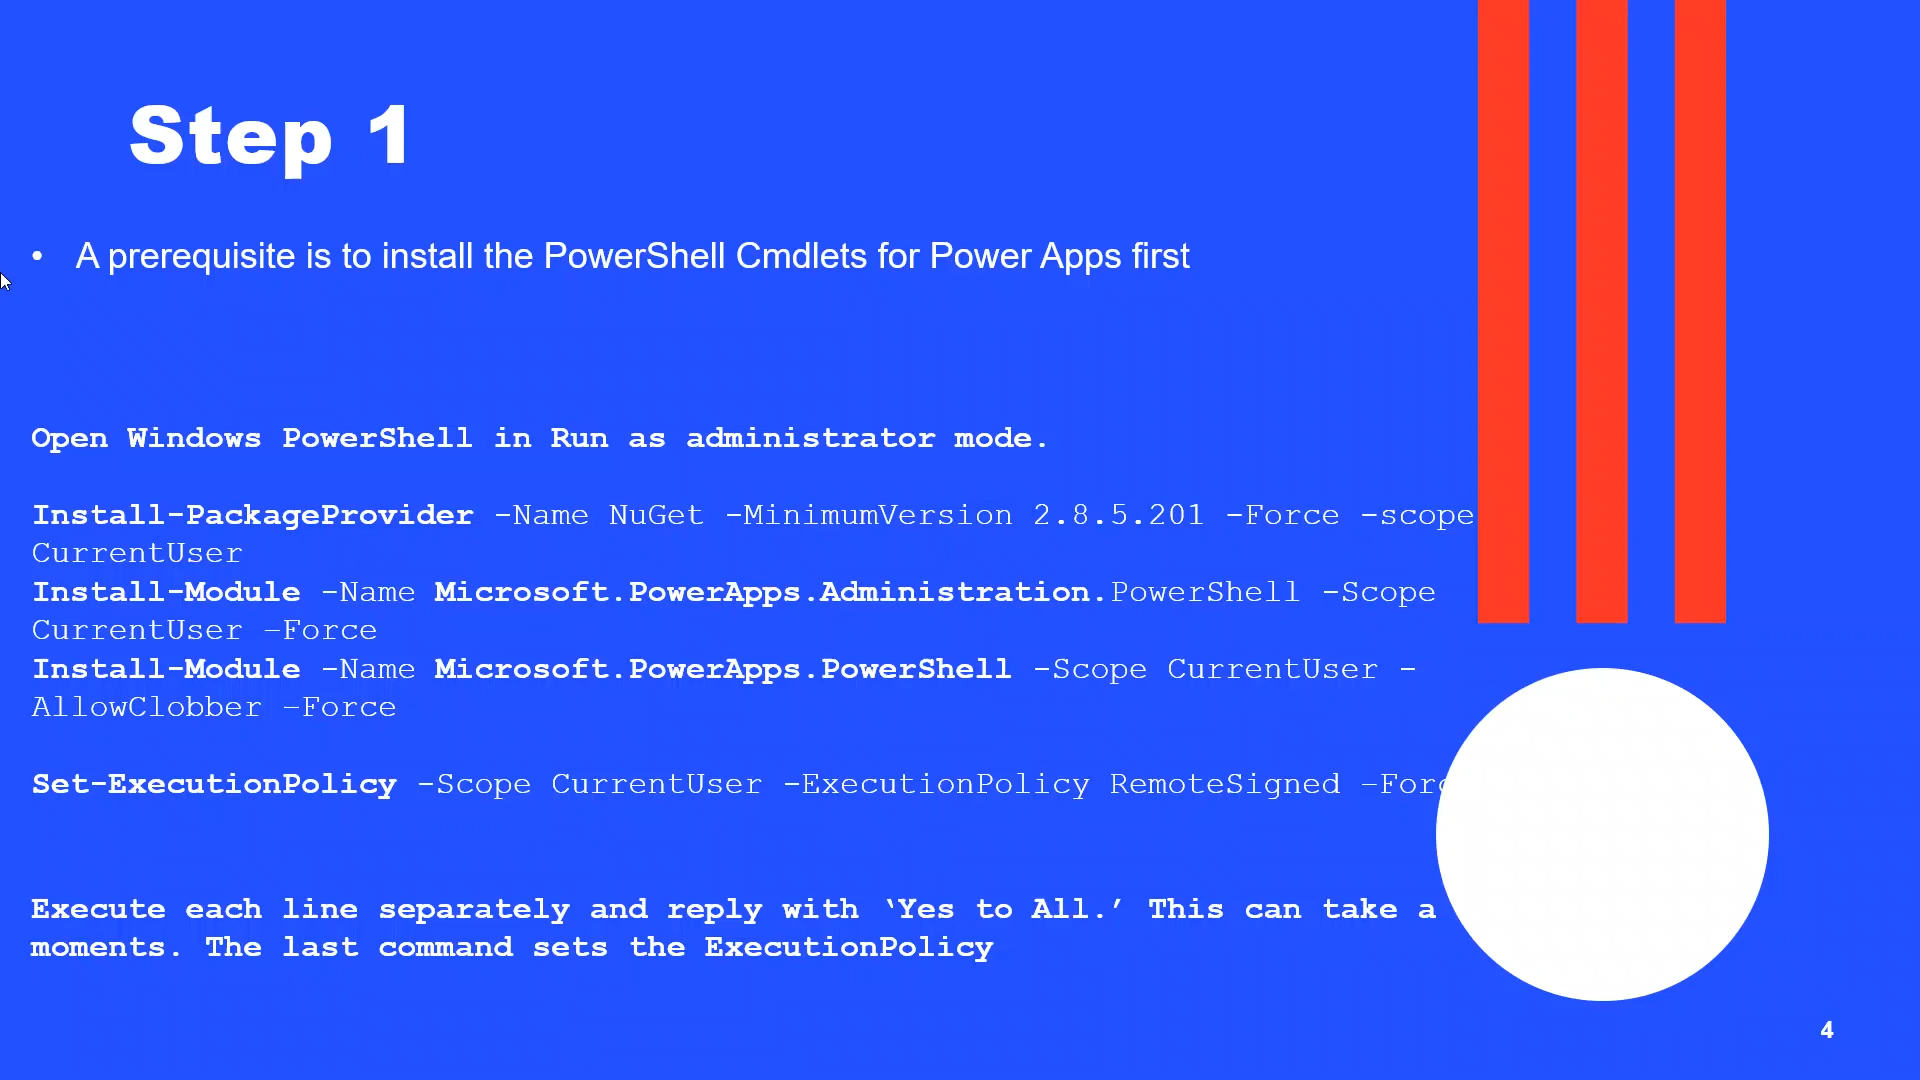 Step 1
• A prerequisite is to install the PowerShell Cmdlets for Power Apps first
Open Windows PowerShell in Run as administrator mode.
Install-PackageProvider -Name NuGet -MinimumVersion 2.8.5.201 -Force -scope
CurrentUser
Install-Module -Name Microsoft.PowerApps.Administration.PowerShell -Scope
CurrentUser –Force
Install-Module -Name Microsoft.PowerApps.PowerShell -Scope CurrentUser -
AllowClobber –Force
Set-ExecutionPolicy -Scope CurrentUser -ExecutionPolicy RemoteSigned –Forc
Execute each line separately and reply with ‘Yes to All.’ This can take a
moments. The last command sets the ExecutionPolicy
4